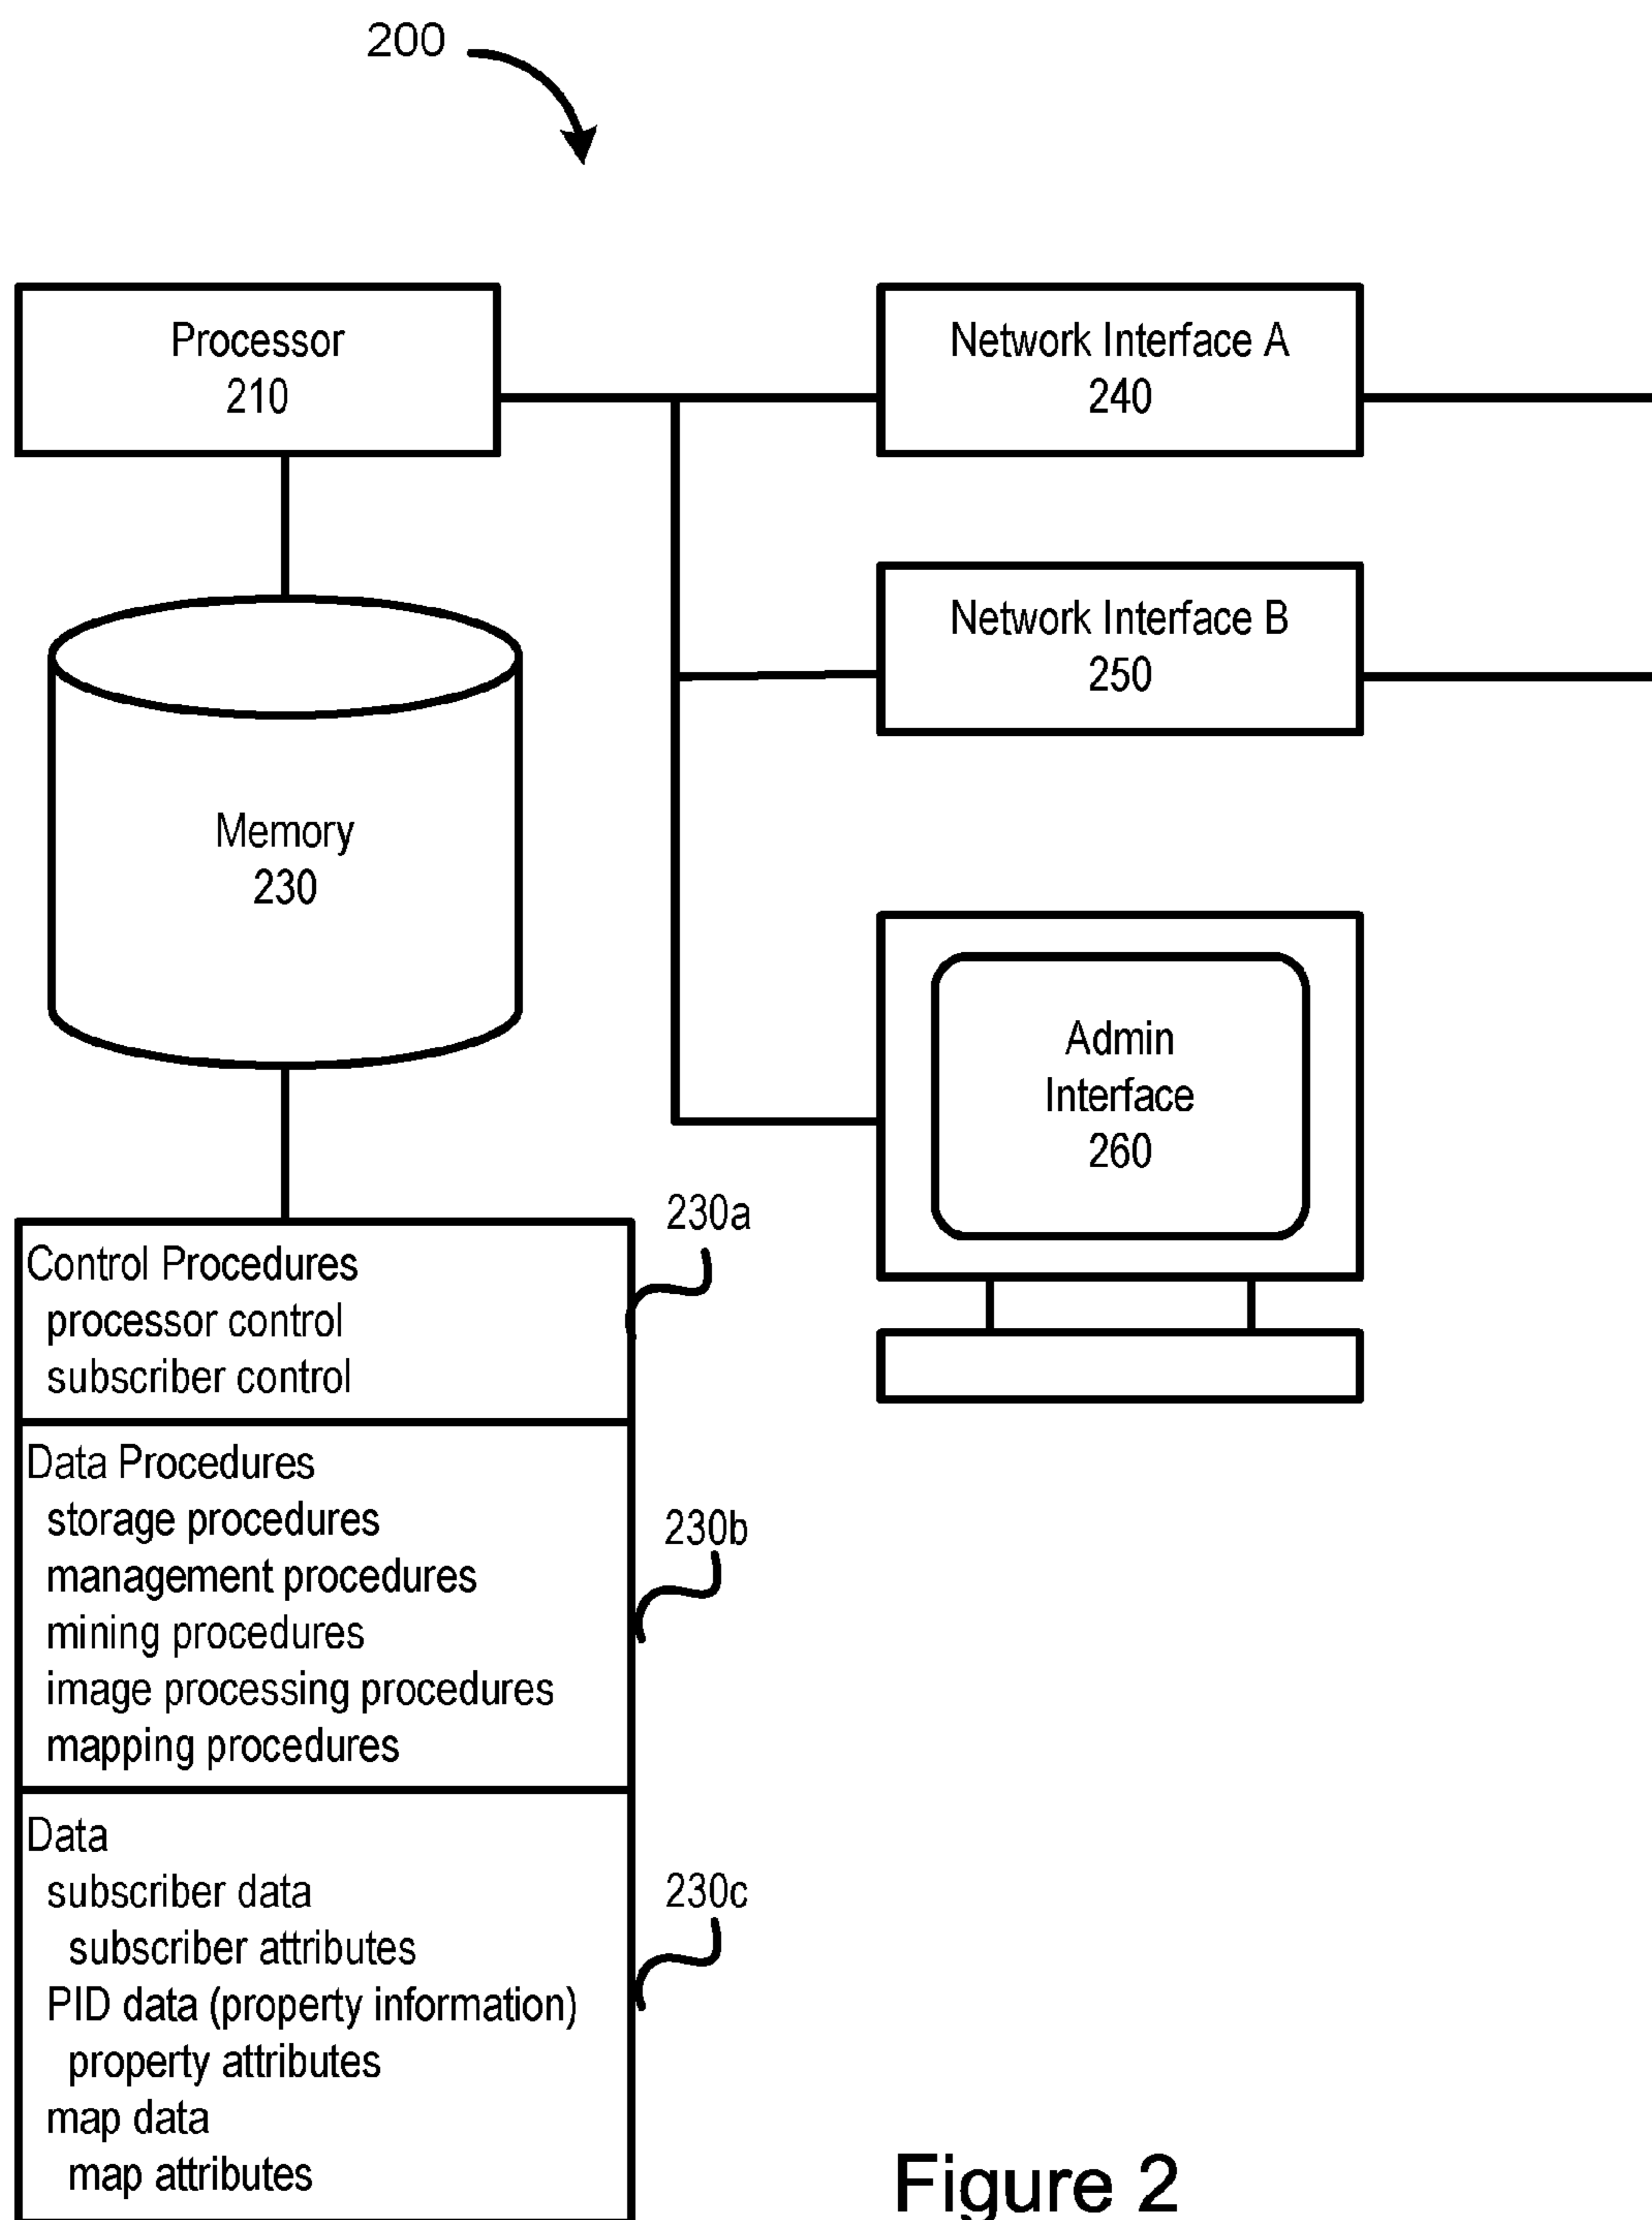 200
Processor
210
Network Interface A
240
Network Interface B
250
Memory
230
Admin
Interface
260
230a
Control Procedures
processor control
subscriber control
230b
Data Procedures
storage procedures
management procedures
mining procedures
image processing procedures
mapping procedures
230c
Data
subscriber data
subscriber attributes
PID data (property information)
property attributes
map data
map attributes
Figure 2